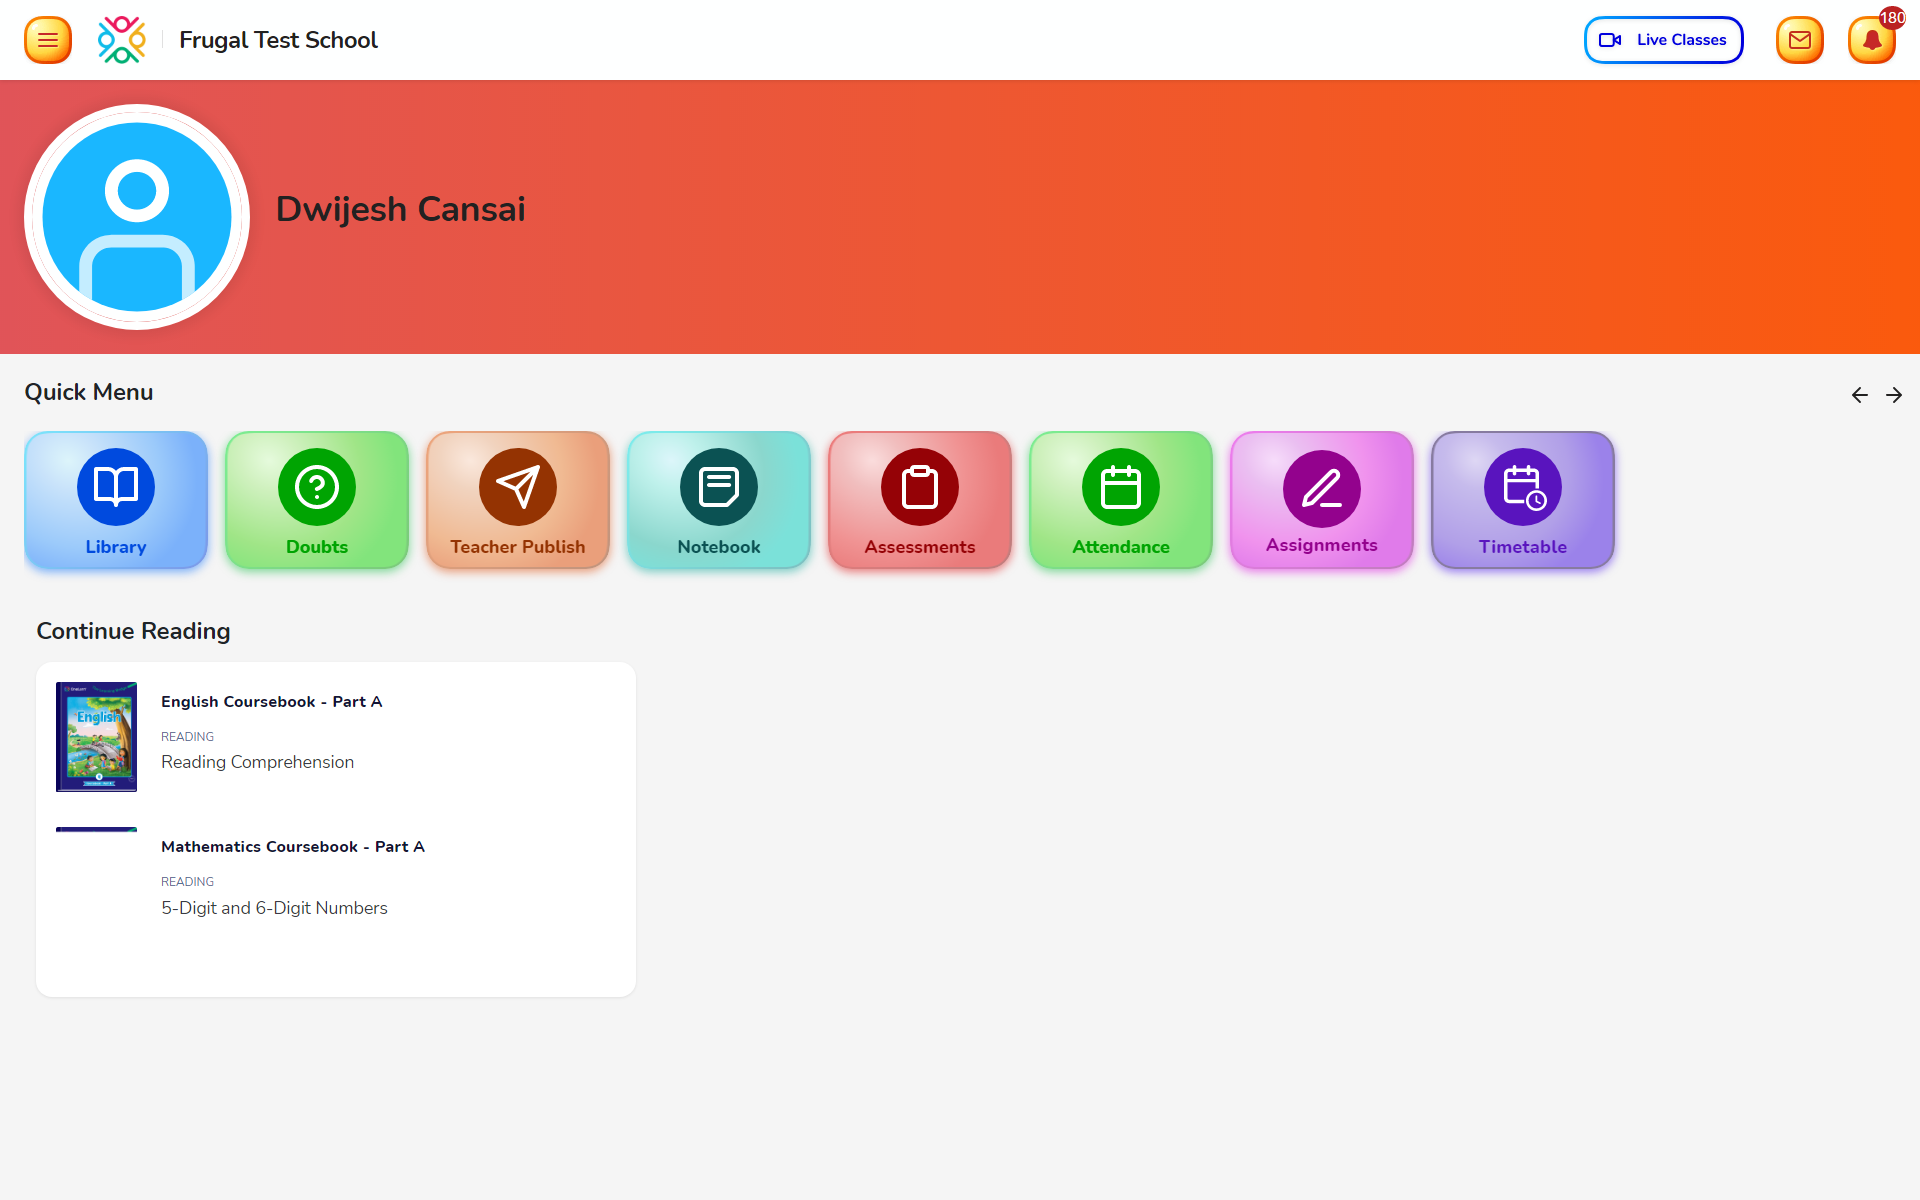 Frugal Test School
Live Classes
180
Dwijesh Cansai
Quick Menu
Library
Doubts
Teacher Publish
Notebook
Assessments
Attendance
Assignments
Timetable
Continue Reading
English
English Coursebook - Part A
READING
Reading Comprehension
Mathematics Coursebook - Part A
READING
5-Digit and 6-Digit Numbers